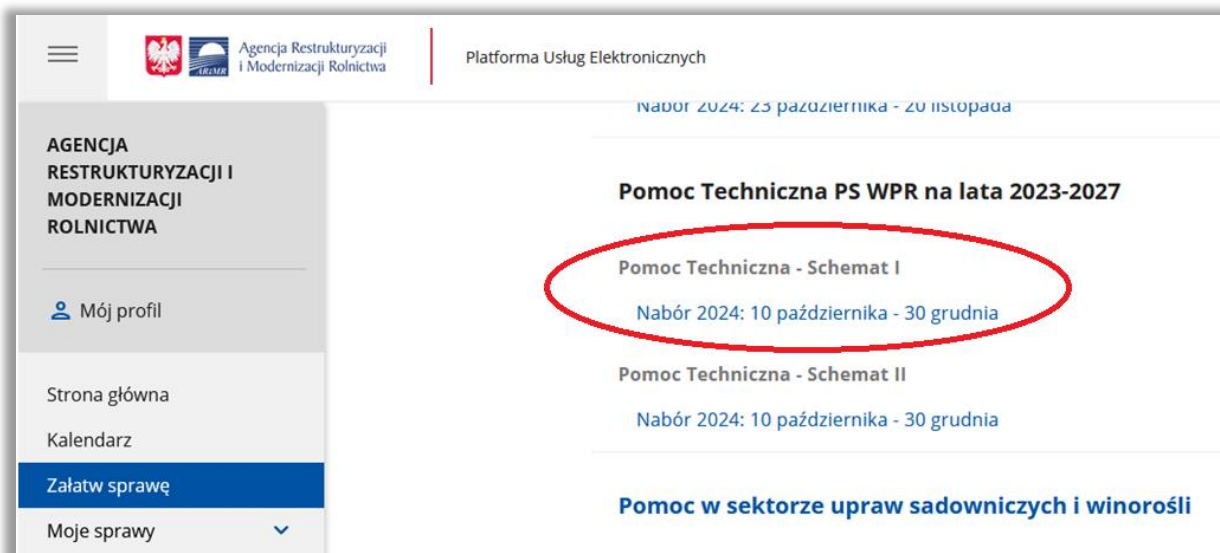 Agencja Restrukturyzacji
i Modernizacji Rolnictwa
ARiMR
Platforma Usług Elektronicznych
AGENCJA
RESTRUKTURYZACJI I
MODERNIZACJI
ROLNICTWA
Mój profil
Strona główna
Kalendarz
Załatw sprawę
Moje sprawy
Nabór 2024: 23 października - 20 listopada
Pomoc Techniczna PS WPR na lata 2023-2027
Pomoc Techniczna - Schemat I
Nabór 2024: 10 października - 30 grudnia
Pomoc Techniczna - Schemat II
Nabór 2024: 10 października - 30 grudnia
Pomoc w sektorze upraw sadowniczych i winorośli